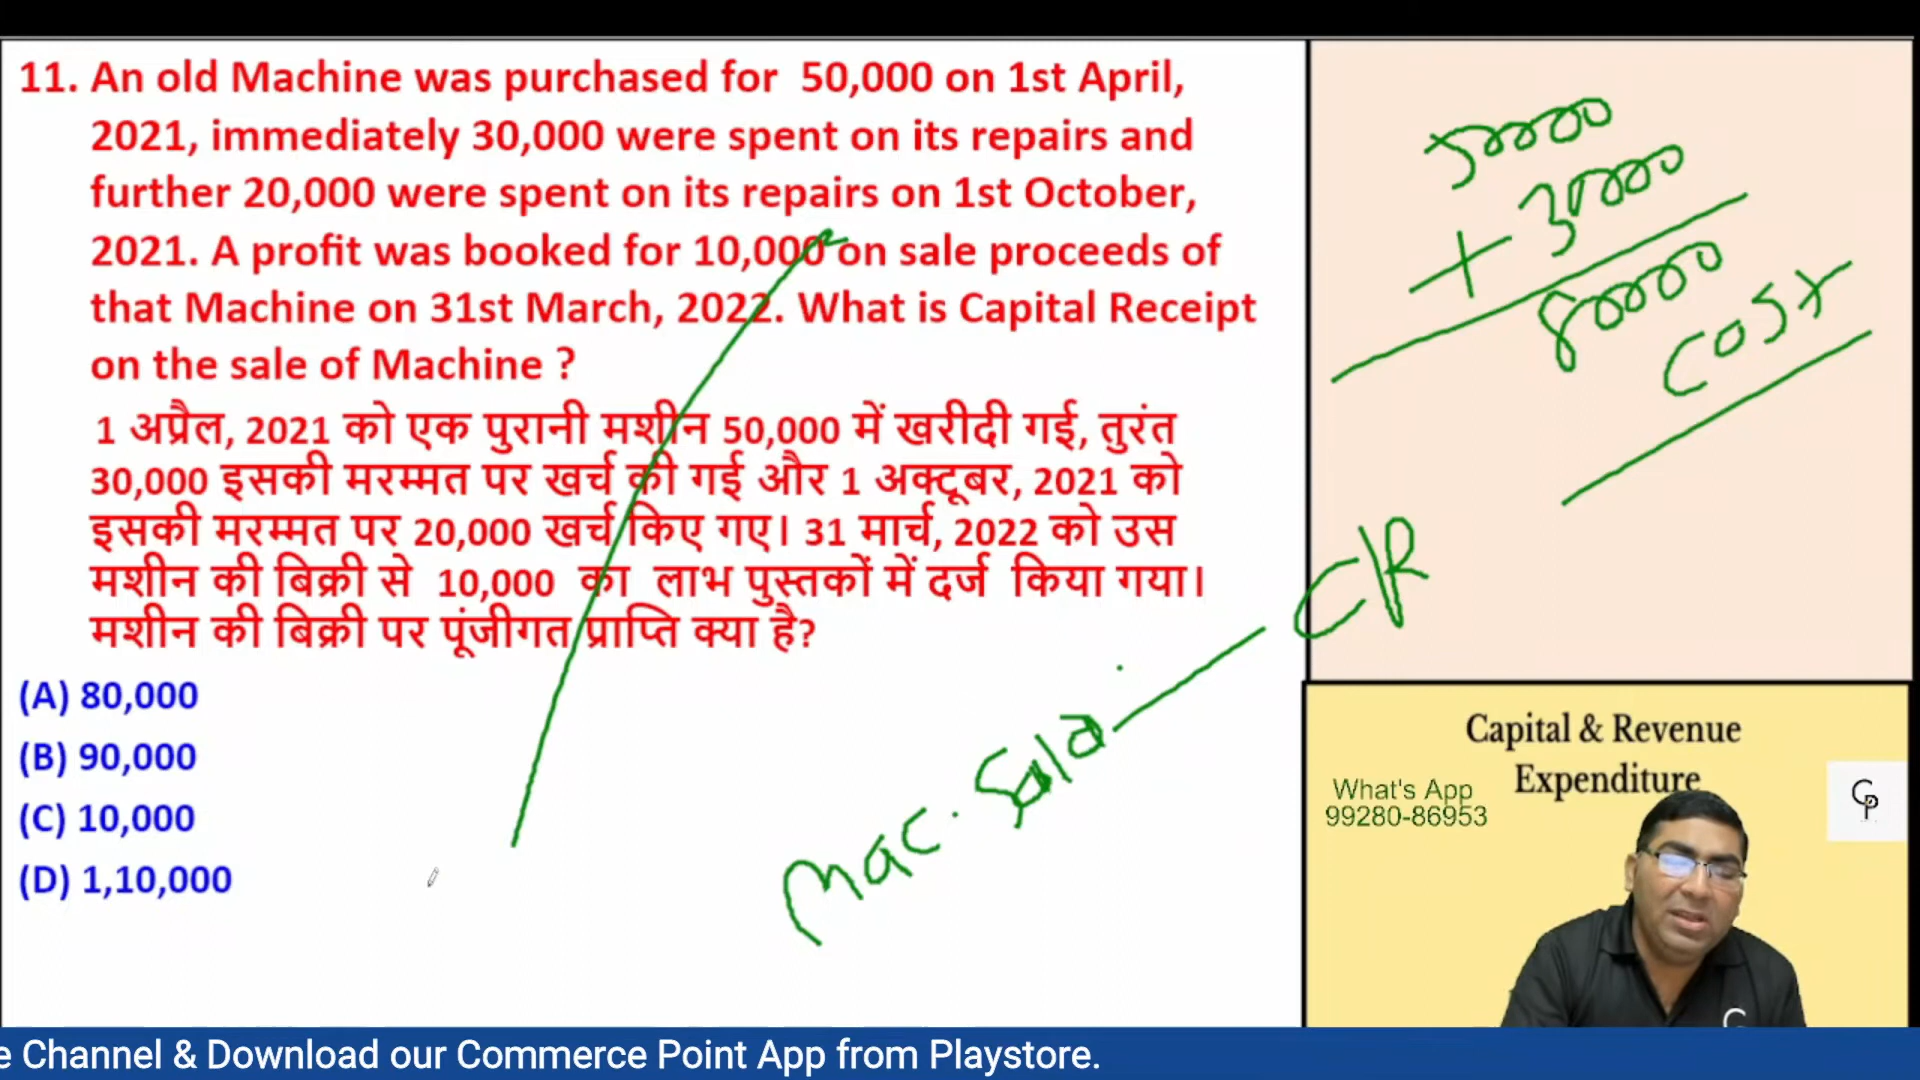 11. An old Machine was purchased for 50,000 on 1st April,
2021, immediately 30,000 were spent on its repairs and
further 20,000 were spent on its repairs on 1st October,
2021. A profit was booked for 10,000 on sale proceeds of
that Machine on 31st March, 2022. What is Capital Receipt
on the sale of Machine ?
1 अप्रैल, 2021 को एक पुरानी मशीन 50,000 में खरीदी गई, तुरंत
30,000 इसकी मरम्मत पर खर्च की गई और 1 अक्टूबर, 2021 को
इसकी मरम्मत पर 20,000 खर्च किए गए। 31 मार्च, 2022 को उस
मशीन की बिक्री से 10,000 का लाभ पुस्तकों में दर्ज किया गया।
मशीन की बिक्री पर पूंजीगत प्राप्ति क्या है?
(A) 80,000
(B) 90,000
(C) 10,000
(D) 1,10,000
50000
+ 30000
80000
Cost
Mac.
C/R
Capital & Revenue
Expenditure
What's App
99280-86953
e Channel & Download our Commerce Point App from Playstore.